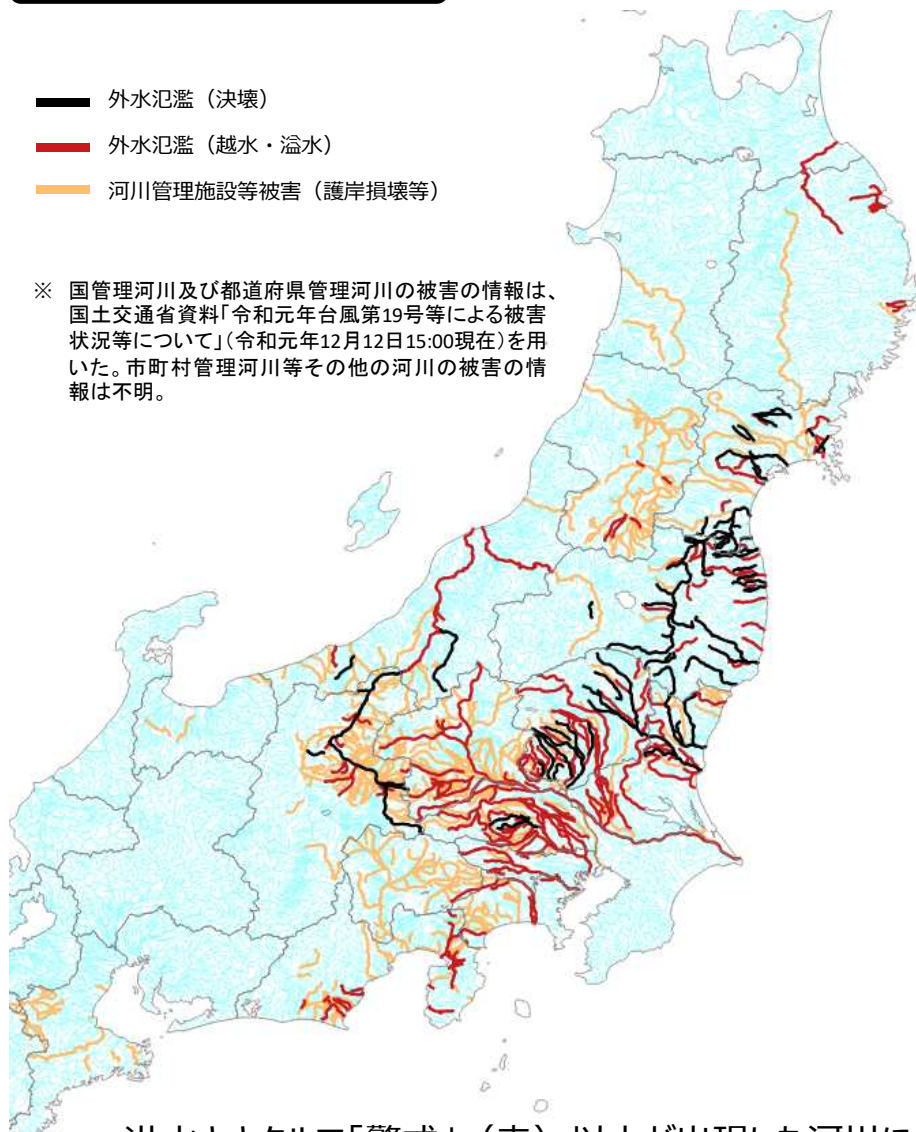 外水氾濫（決壊）
外水氾濫（越水・溢水）
河川管理施設等被害（護岸損壊等）
※ 国管理河川及び都道府県管理河川の被害の情報は、
国土交通省資料「令和元年台風第19号等による被害
状況等について」（令和元年12月12日15:00現在）を用
いた。市町村管理河川等その他の河川の被害の情
報は不明。